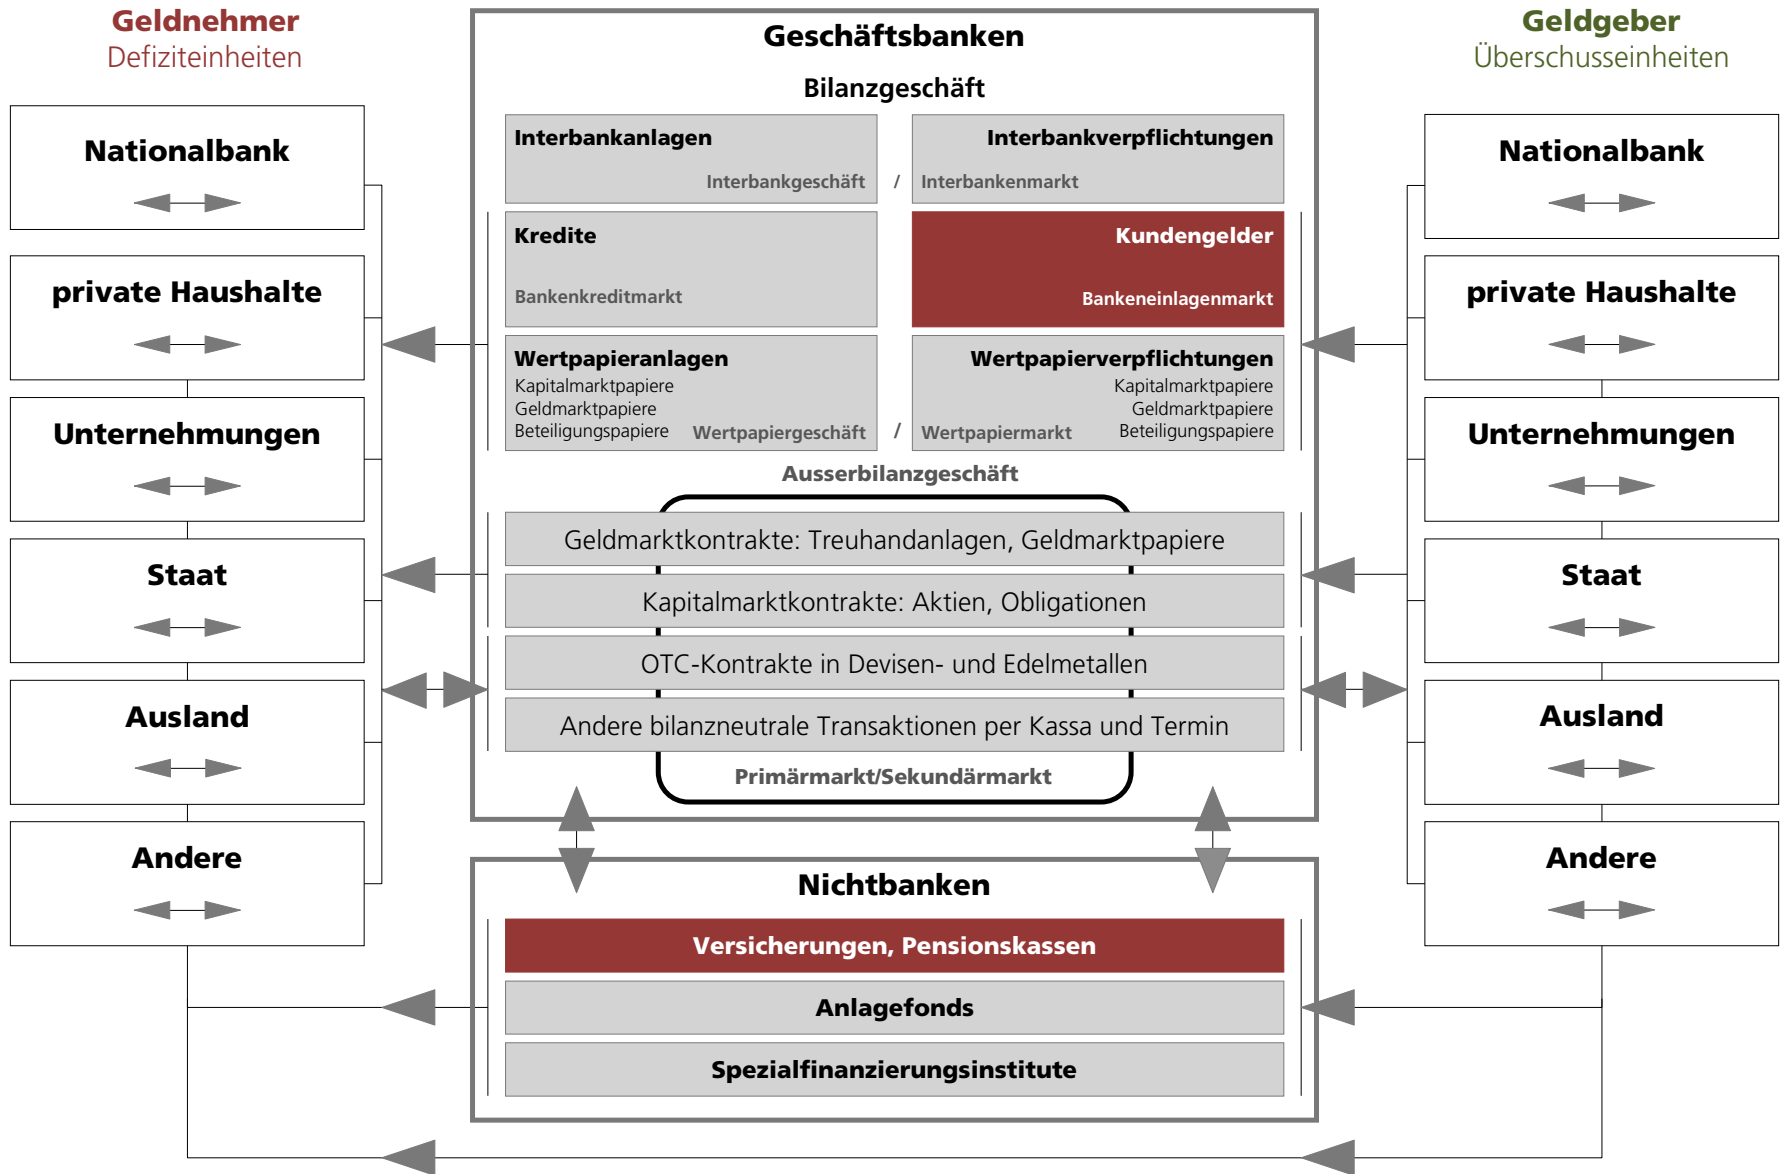 Geldnehmer
Defiziteinheiten
Nationalbank
private Haushalte
Unternehmungen
Staat
Ausland
Andere
Geschäftsbanken
Bilanzgeschäft
Interbankanlagen
Interbankgeschäft
/
Interbankverpflichtungen
Interbankenmarkt
Kredite
Bankenkreditmarkt
Kundengelder
Bankeneinlagenmarkt
Wertpapieranlagen
Kapitalmarktpapiere
Geldmarktpapiere
Beteiligungspapiere Wertpapiergeschäft
/
Wertpapierverpflichtungen
Kapitalmarktpapiere
Geldmarktpapiere
Wertpapiermarkt Beteiligungspapiere
Ausserbilanzgeschäft
Geldmarktkontrakte: Treuhandanlagen, Geldmarktpapiere
Kapitalmarktkontrakte: Aktien, Obligationen
OTC-Kontrakte in Devisen- und Edelmetallen
Andere bilanzneutrale Transaktionen per Kassa und Termin
Primärmarkt/Sekundärmarkt
Nichtbanken
Versicherungen, Pensionskassen
Anlagefonds
Spezialfinanzierungsinstitute
Geldgeber
Überschusseinheiten
Nationalbank
private Haushalte
Unternehmungen
Staat
Ausland
Andere